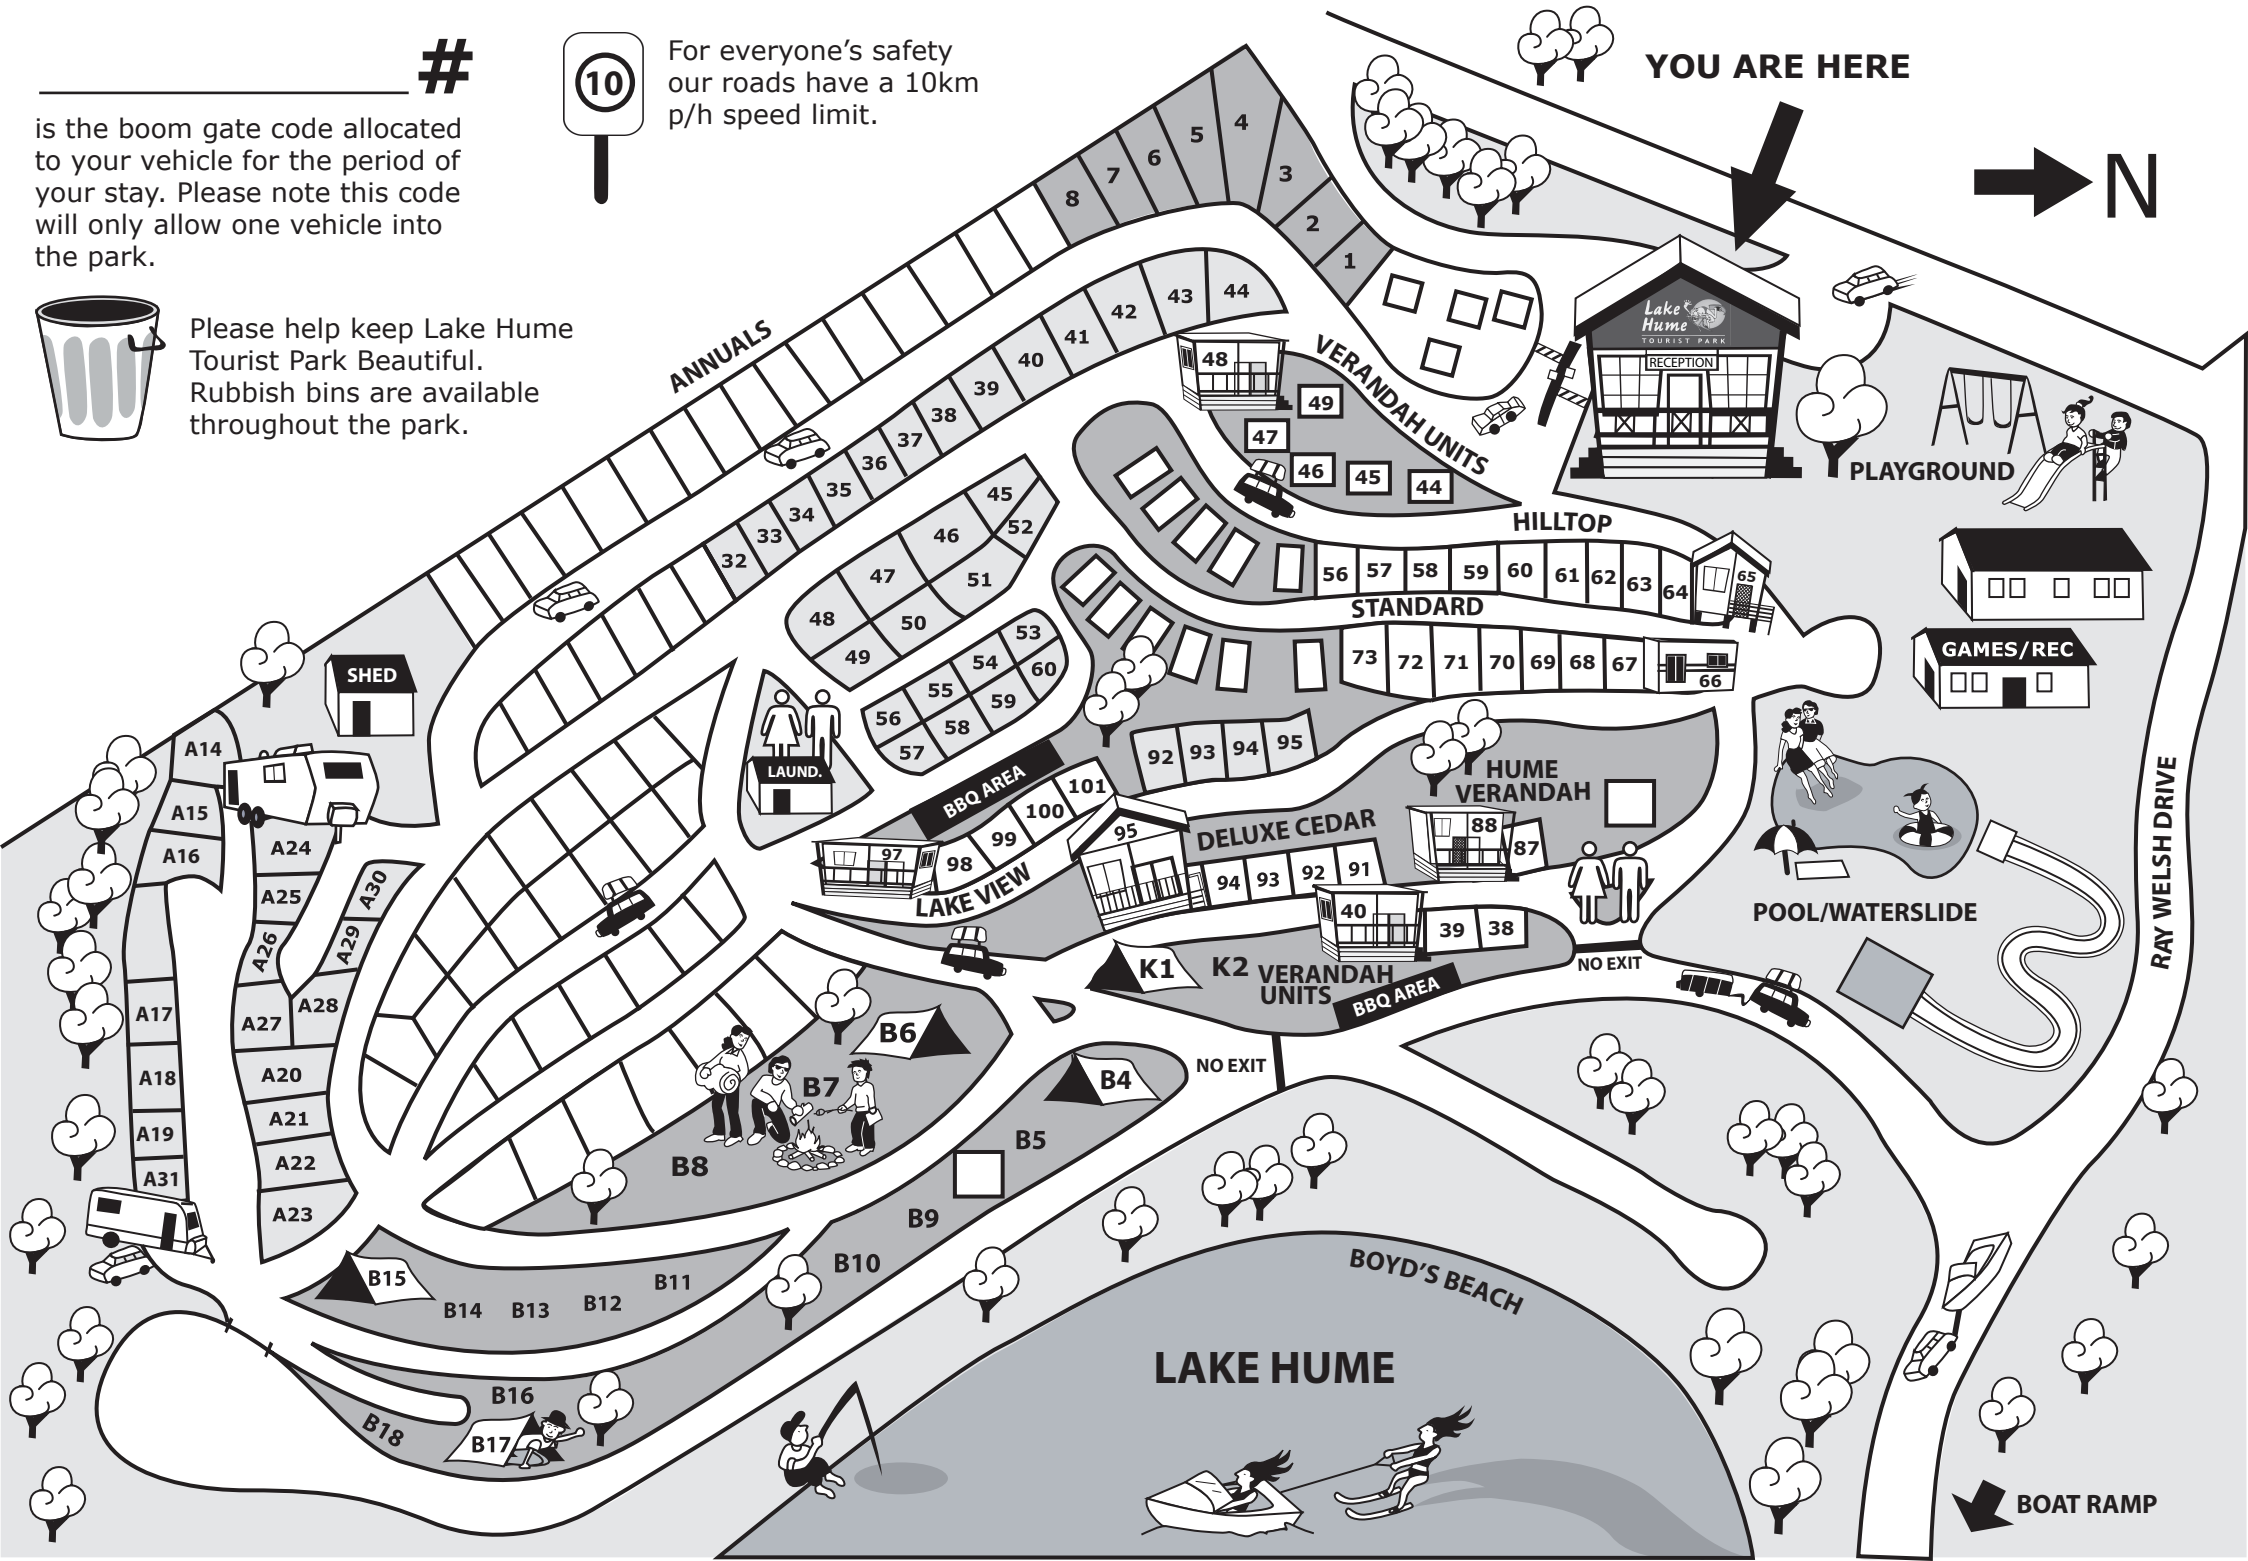 #
is the boom gate code allocated
to your vehicle for the period of
your stay. Please note this code
will only allow one vehicle into
the park.
Please help keep Lake Hume
Tourist Park Beautiful.
Rubbish bins are available
throughout the park.
10
For everyone’s safety
our roads have a 10km
p/h speed limit.
YOU ARE HERE
N
8
7
6
5
4
3
2
1
ANNUALS
32
33
34
35
36
37
38
39
40
41
42
43
44
VERANDAH UNITS
48
49
47
46
45
44
Lake
Hume
TOURIST PARK
RECEPTION
PLAYGROUND
HILLTOP
56
57
58
59
60
61
62
63
64
65
STANDARD
73
72
71
70
69
68
67
66
GAMES/REC
45
46
47
48
52
51
50
49
53
54
55
56
60
59
58
57
SHED
LAUND.
BBQ AREA
92
93
94
95
HUME
VERANDAH
101
100
99
98
97
LAKE VIEW
95
DELUXE CEDAR
94
93
92
91
88
87
40
39
38
POOL/WATERSLIDE
RAY WELSH DRIVE
K1
K2
VERANDAH
UNITS
BBQ AREA
NO EXIT
NO EXIT
A14
A15
A16
A24
A25
A26
A30
A29
A28
A27
A17
A18
A19
A31
A20
A21
A22
A23
B6
B7
B8
B4
B5
B9
B10
B11
B12
B13
B14
B15
B16
B17
B18
BOYD’S BEACH
LAKE HUME
BOAT RAMP